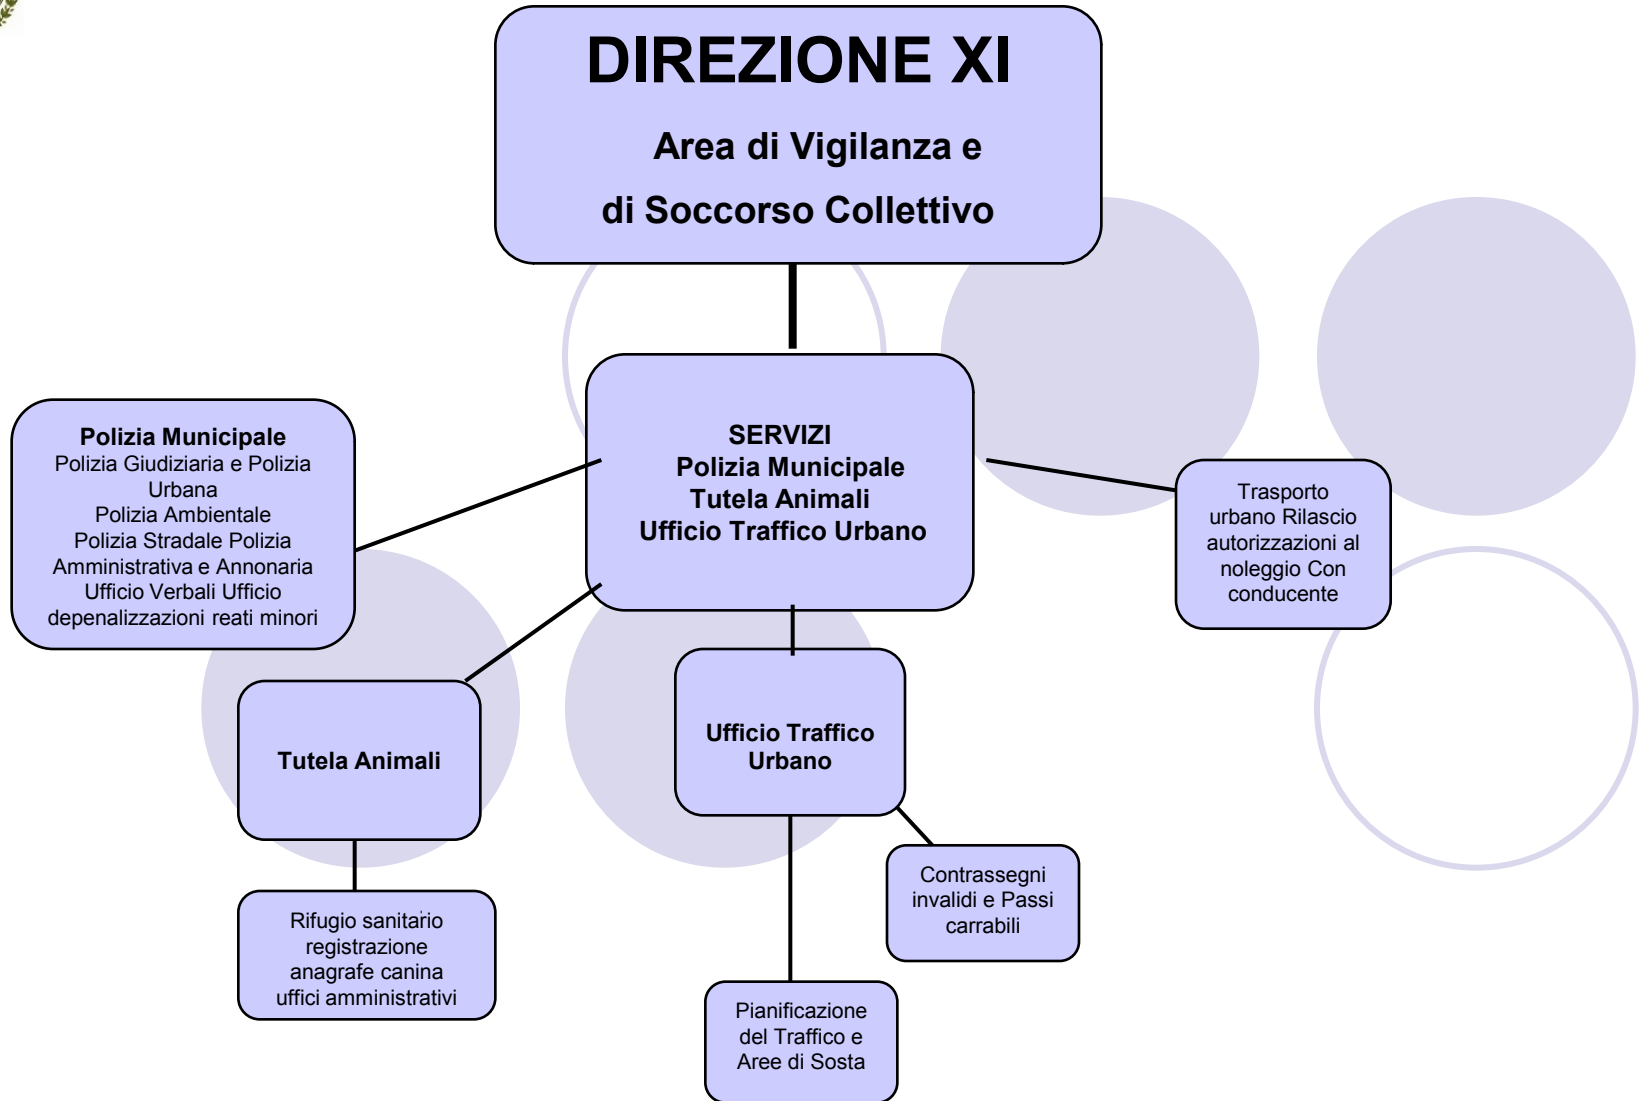 DIREZIONE XI
Area di Vigilanza e
di Soccorso Collettivo
SERVIZI
Polizia Municipale
Tutela Animali
Ufficio Traffico Urbano
Polizia Municipale
Polizia Giudiziaria e Polizia
Urbana
Polizia Ambientale
Polizia Stradale Polizia
Amministrativa e Annonaria
Ufficio Verbali Ufficio
depenalizzazioni reati minori
Trasporto
urbano Rilascio
autorizzazioni al
noleggio Con
conducente
Tutela Animali
Ufficio Traffico
Urbano
Rifugio sanitario
registrazione
anagrafe canina
uffici amministrativi
Contrassegni
invalidi e Passi
carrabili
Pianificazione
del Traffico e
Aree di Sosta